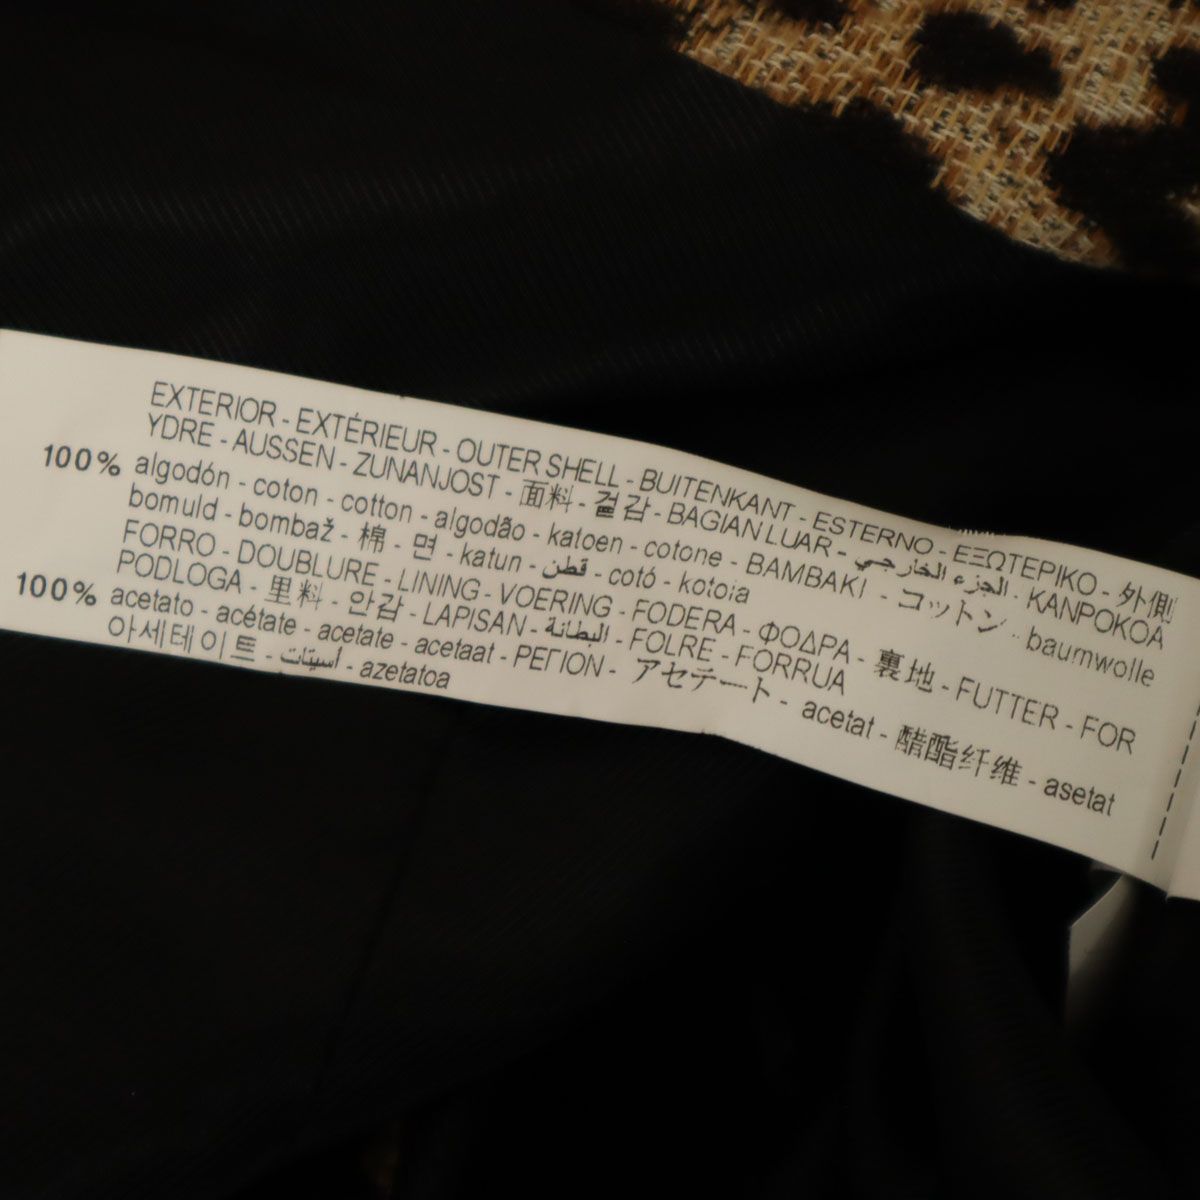 EXTERIOR - EXTÉRIEUR - OUTER SHELL - BUITENKANT - ESTERNO - ΕΞΩΤΕΡΙΚΟ - 外側
YDRE - AUSSEN - ZUNANJOST - 面料 - 겉감 - BAGIAN LUAR - الجزء الخارجي - KANPOKOA
100% algodón - coton - cotton - algodão - katoen - cotone - BAMBAKI - コットン - baumwolle
bomuld - bombaž - 棉 - 면 - katun - قطن - cotó - kotoia
FORRO - DOUBLURE - LINING - VOERING - FODERA - ΦΟΔΡΑ - 裏地 - FUTTER - FOR
PODLOGA - 里料 - 안감 - LAPISAN - البطانة - FOLRE - FORRUA
100% acetato - acétate - acetate - acetaat - ΡΕΓΙΟΝ - アセテート - acetat - 醋酯纤维 - asetat
아세테이트 - أسيتات - azetatoa